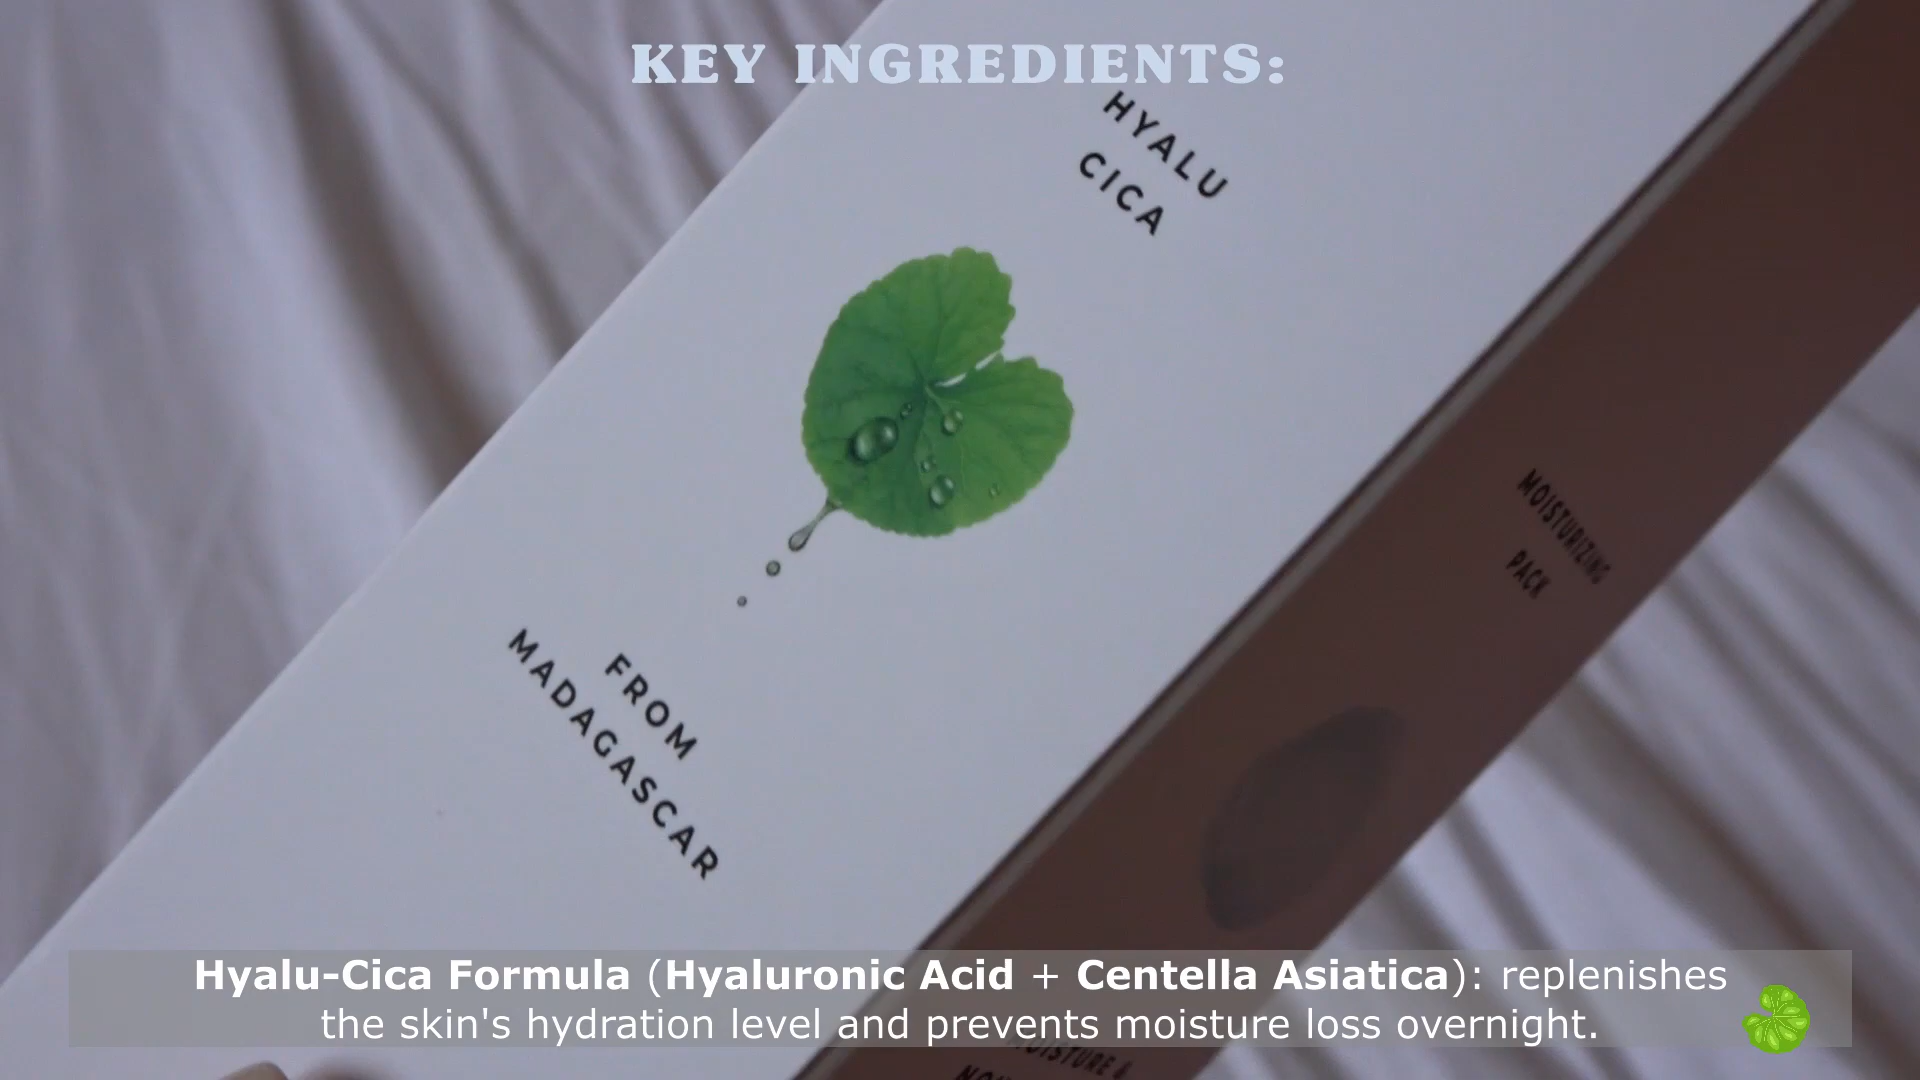 KEY INGREDIENTS:
HYALU
CICA
FROM
MADAGASCAR
MOISTURIZING
PACK
Hyalu-Cica Formula (Hyaluronic Acid + Centella Asiatica): replenishes
the skin's hydration level and prevents moisture loss overnight.
MOISTURE &